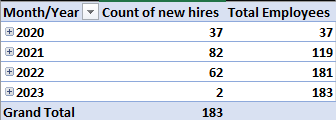 Month/Year Count of new hires Total Employees
2020 37 37
2021 82 119
2022 62 181
2023 2 183
Grand Total 183